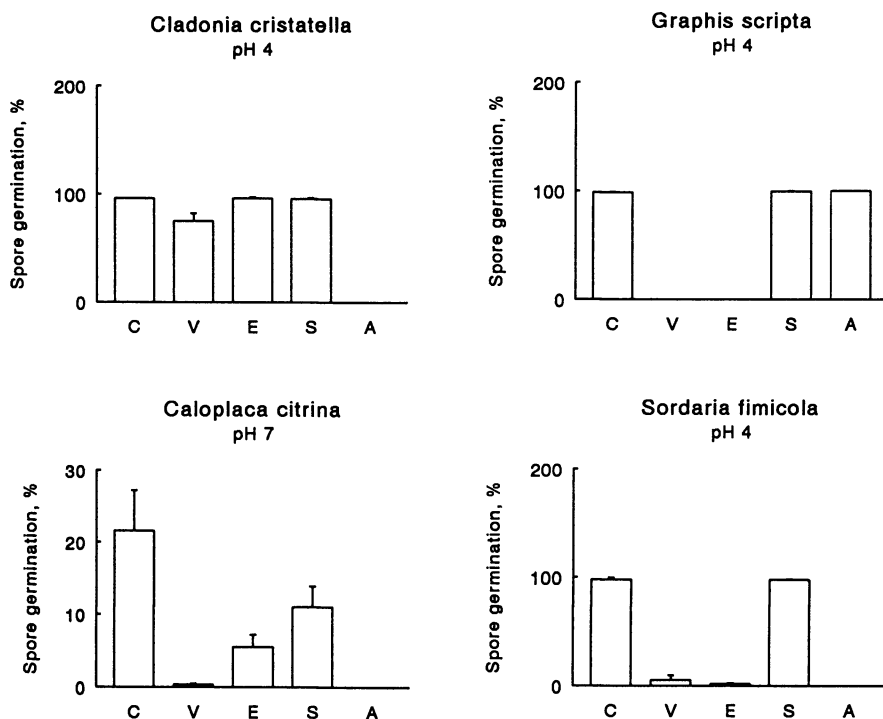 Cladonia cristatella
pH 4
Spore germination, %
200
100
0
C V E S A
Graphis scripta
pH 4
Spore germination, %
200
100
0
C V E S A
Caloplaca citrina
pH 7
Spore germination, %
30
20
10
0
C V E S A
Sordaria fimicola
pH 4
Spore germination, %
200
100
0
C V E S A